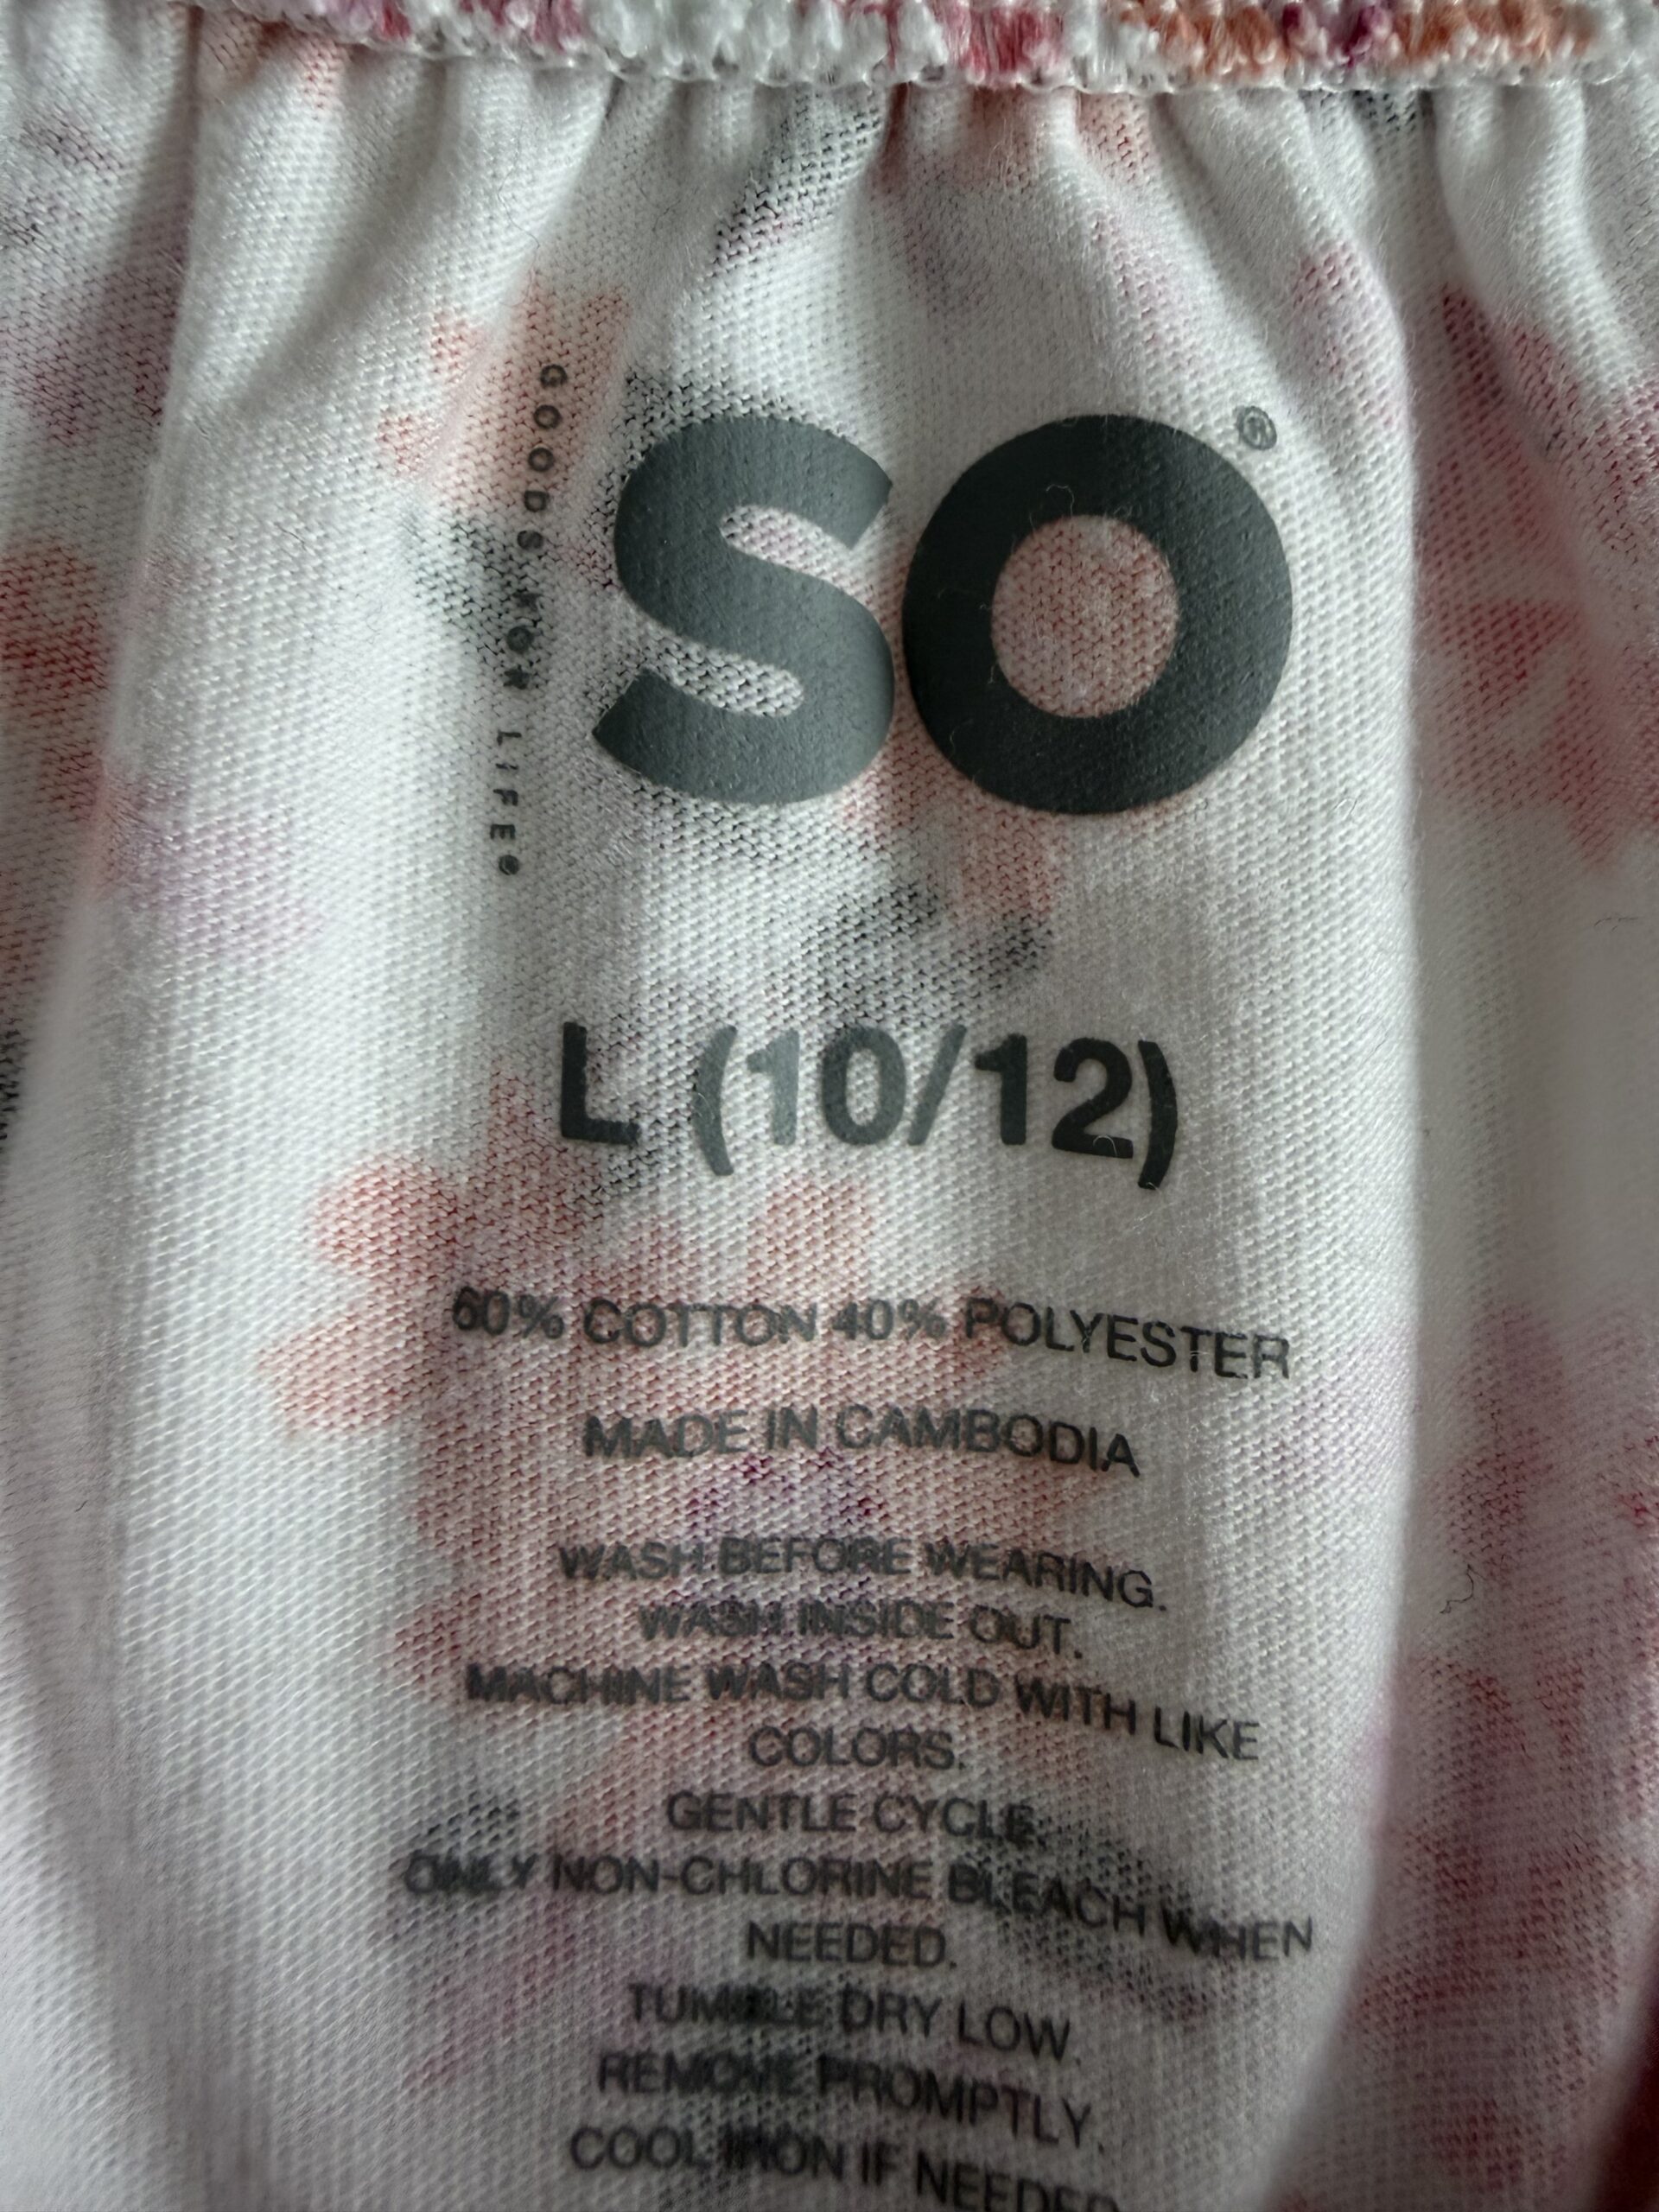 GOODS FOR LIFE®
SO®
L (10/12)
60% COTTON 40% POLYESTER
MADE IN CAMBODIA
WASH BEFORE WEARING.
WASH INSIDE OUT.
MACHINE WASH COLD WITH LIKE
COLORS.
GENTLE CYCLE.
ONLY NON-CHLORINE BLEACH WHEN
NEEDED.
TUMBLE DRY LOW.
REMOVE PROMPTLY.
COOL IRON IF NEEDED